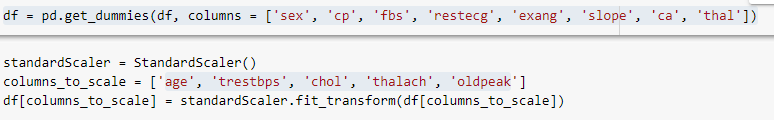 df = pd.get_dummies(df, columns = ['sex', 'cp', 'fbs', 'restecg', 'exang', 'slope', 'ca', 'thal'])
standardScaler = StandardScaler()
columns_to_scale = ['age', 'trestbps', 'chol', 'thalach', 'oldpeak']
df[columns_to_scale] = standardScaler.fit_transform(df[columns_to_scale])